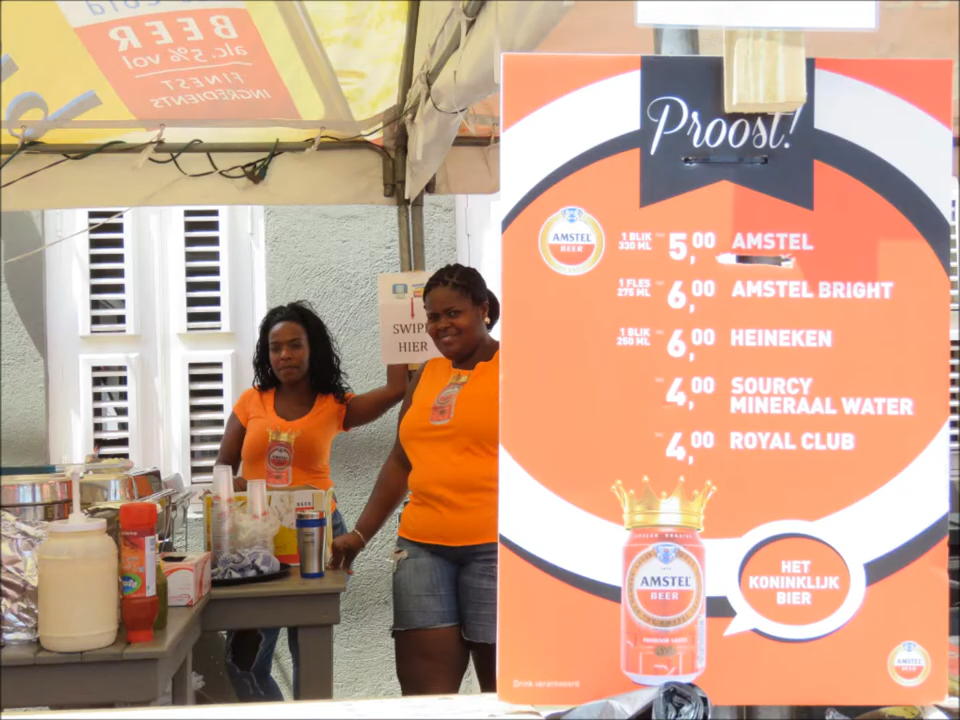 BEER
alc. 5% vol
FINEST
INGREDIENTS
SWIPE
HIER
Proost!
AMSTEL
BEER
1 BLIK
330 ML
5,00 AMSTEL
1 FLES
275 ML
6,00 AMSTEL BRIGHT
1 BLIK
250 ML
6,00 HEINEKEN
4,00 SOURCY
MINERAAL WATER
4,00 ROYAL CLUB
AMSTEL
BEER
HET
KONINKLIJK
BIER
AMSTEL
BEER